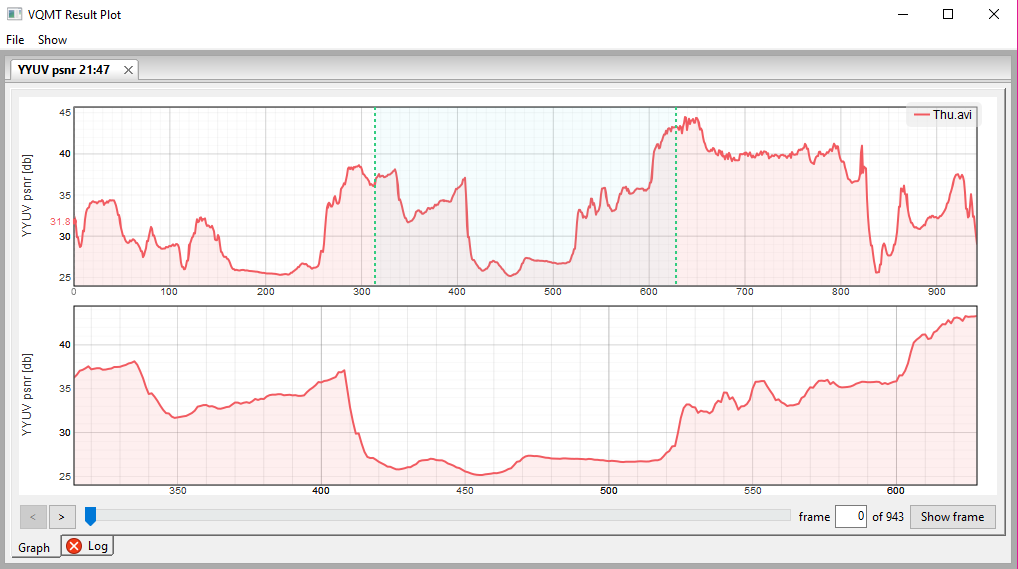 VQMT Result Plot
File Show
YYUV psnr 21:47
Thu.avi
YYUV psnr [db]
45
40
35
31.8
30
25
0 100 200 300 400 500 600 700 800 900
YYUV psnr [db]
40
35
30
25
350 400 450 500 550 600
< > frame 0 of 943 Show frame
Graph Log